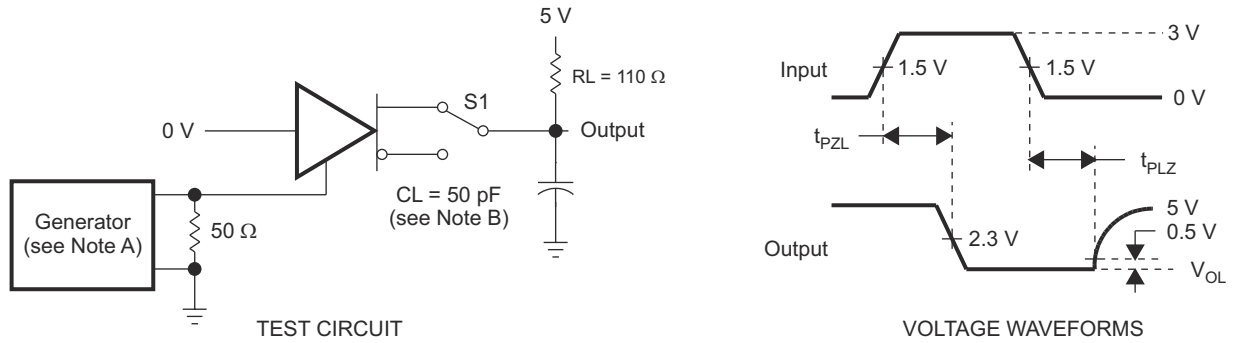 5 V
RL = 110 Ω
S1
0 V
Output
CL = 50 pF
(see Note B)
Generator
(see Note A)
50 Ω
TEST CIRCUIT
3 V
Input
1.5 V
1.5 V
0 V
tPZL
tPLZ
5 V
0.5 V
Output
2.3 V
VOL
VOLTAGE WAVEFORMS